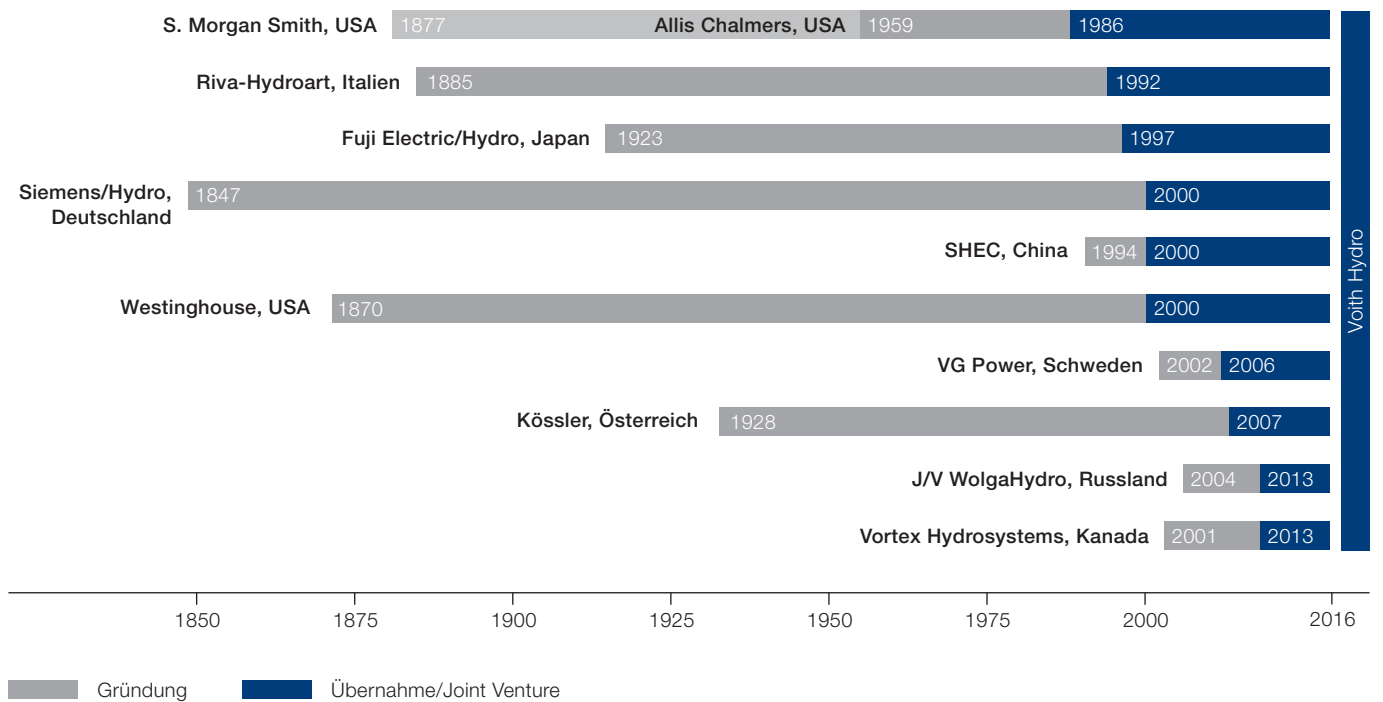 S. Morgan Smith, USA 1877 Allis Chalmers, USA 1959 1986
Riva-Hydroart, Italien 1885 1992
Fuji Electric/Hydro, Japan 1923 1997
Siemens/Hydro,
Deutschland 1847 2000
SHEC, China 1994 2000
Westinghouse, USA 1870 2000
VG Power, Schweden 2002 2006
Kössler, Österreich 1928 2007
J/V WolgaHydro, Russland 2004 2013
Vortex Hydrosystems, Kanada 2001 2013
Voith Hydro
1850 1875 1900 1925 1950 1975 2000 2016
Gründung Übernahme/Joint Venture